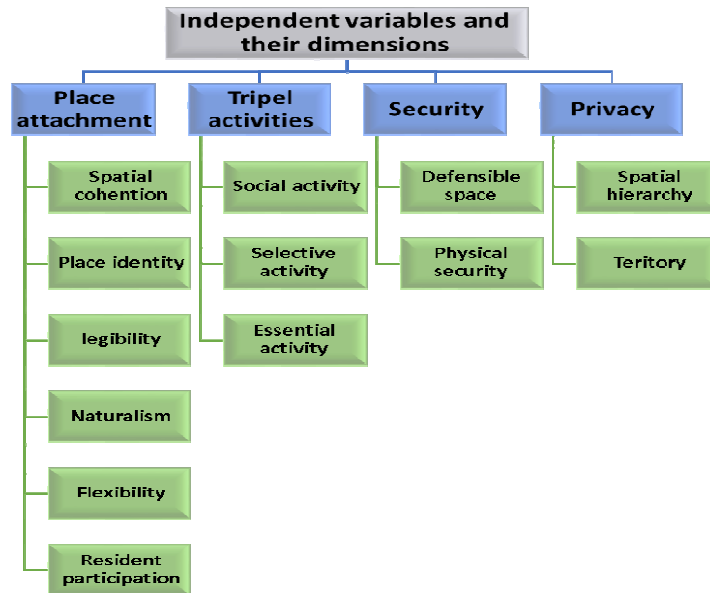 Independent variables and
their dimensions
Place
attachment
Tripel
activities
Security
Privacy
Spatial
cohention
Place identity
legibility
Naturalism
Flexibility
Resident
participation
Social activity
Selective
activity
Essential
activity
Defensible
space
Physical
security
Spatial
hierarchy
Teritory